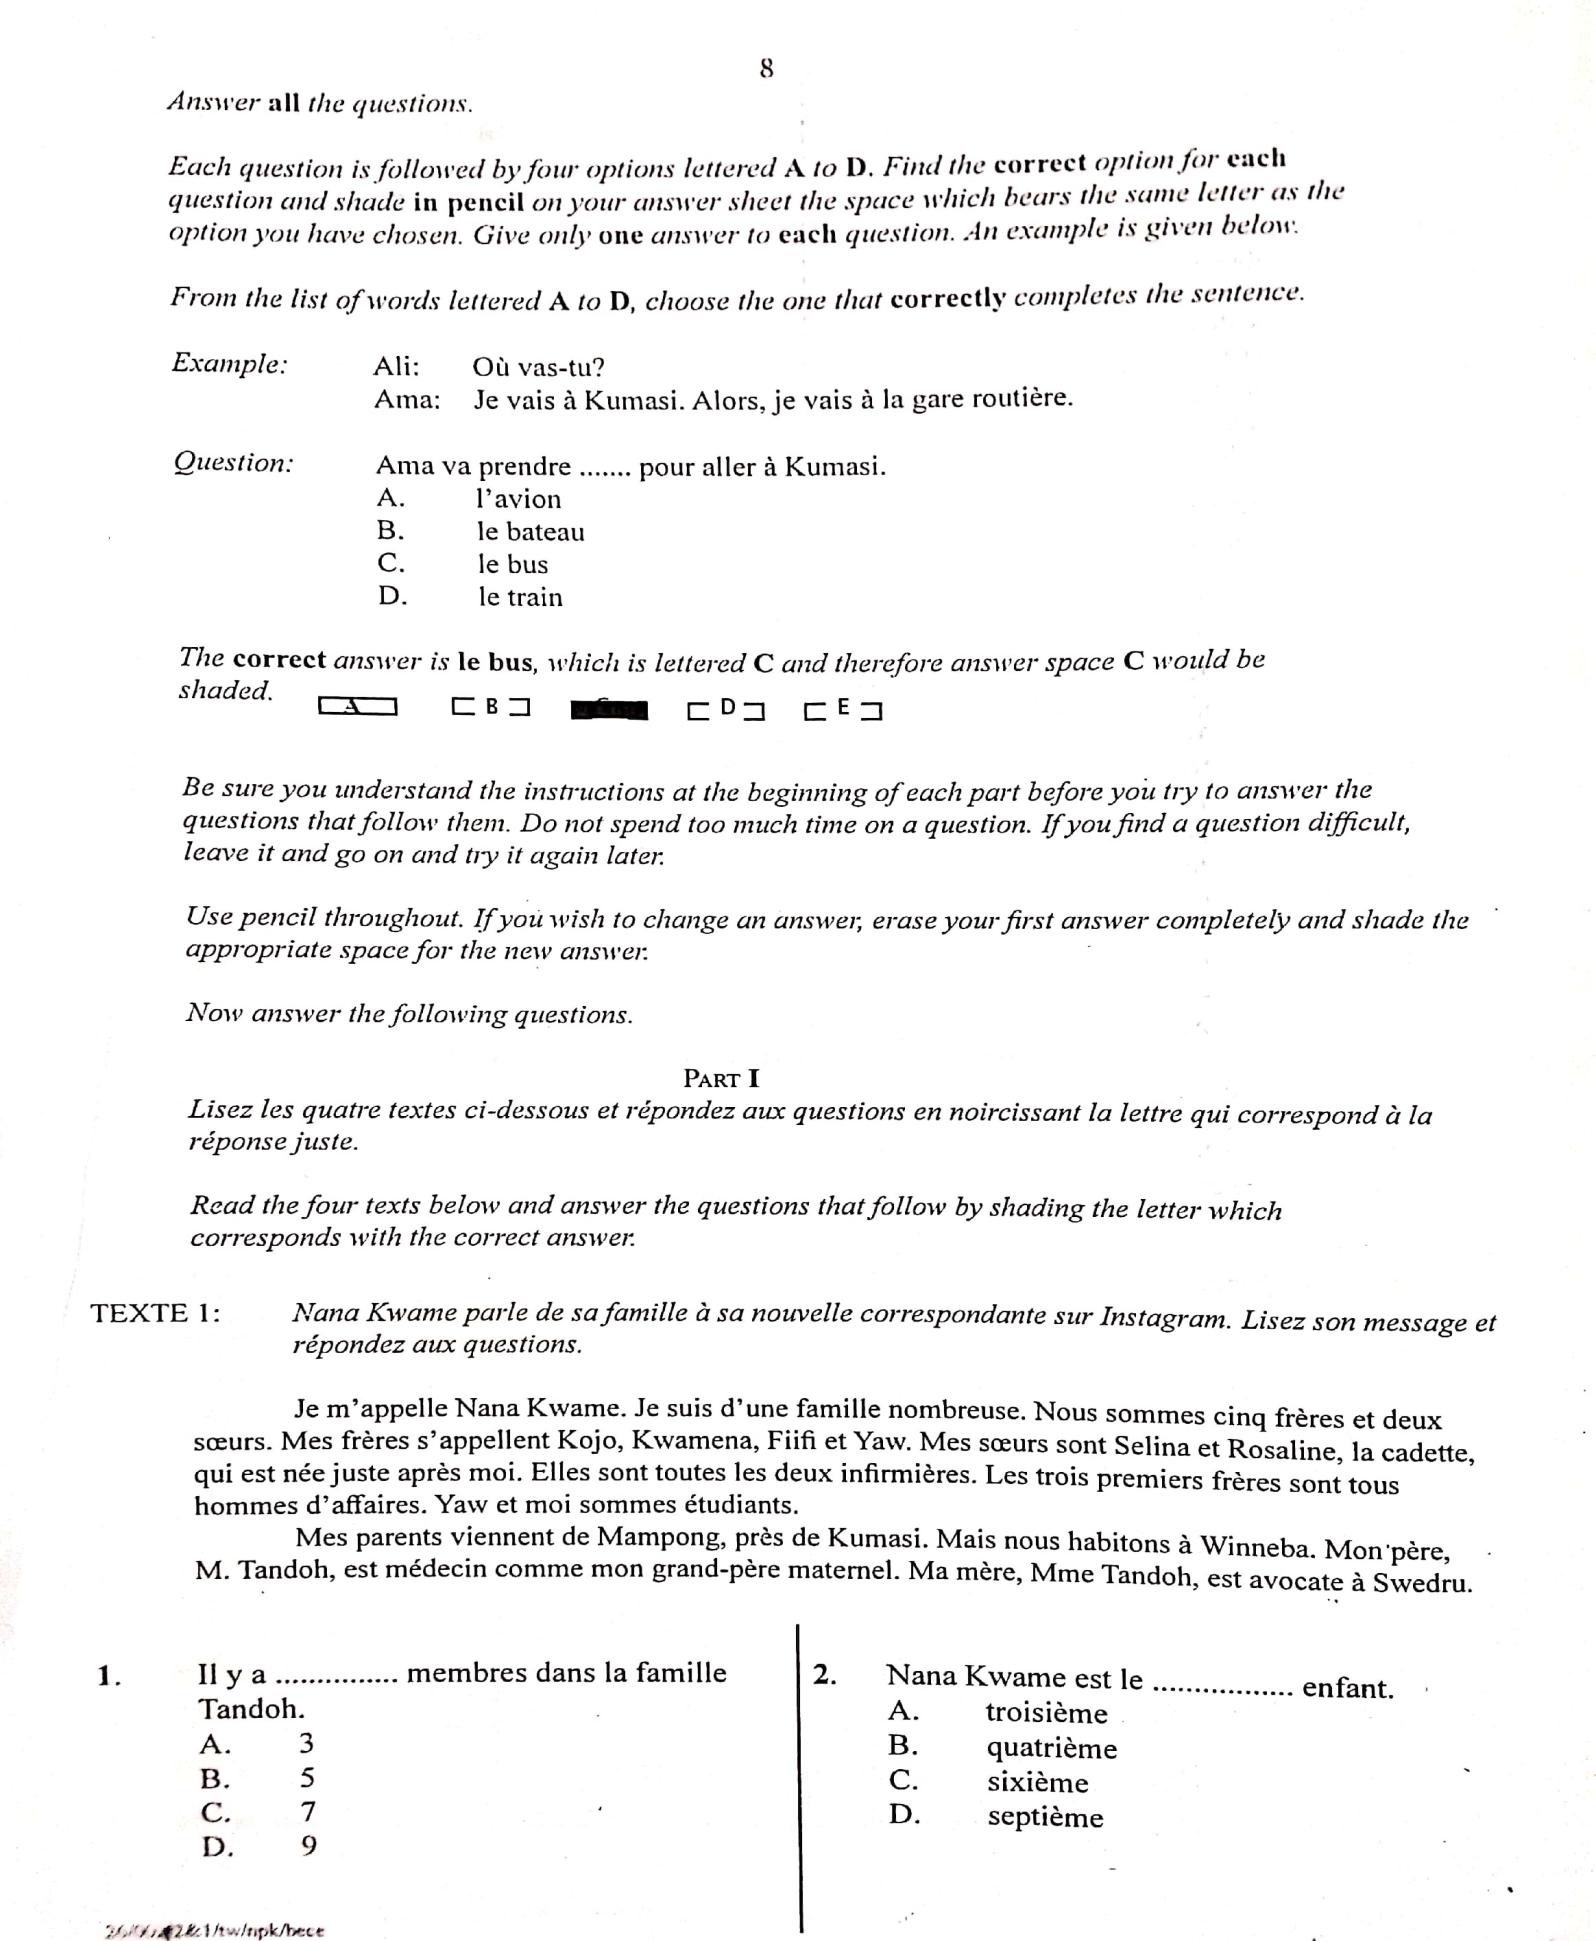 8
Answer all the questions.
Each question is followed by four options lettered A to D. Find the correct option for each
question and shade in pencil on your answer sheet the space which bears the same letter as the
option you have chosen. Give only one answer to each question. An example is given below.
From the list of words lettered A to D, choose the one that correctly completes the sentence.
Example: Ali: Où vas-tu?
Ama: Je vais à Kumasi. Alors, je vais à la gare routière.
Question: Ama va prendre ....... pour aller à Kumasi.
A. l'avion
B. le bateau
C. le bus
D. le train
The correct answer is le bus, which is lettered C and therefore answer space C would be
shaded.
A B D E
Be sure you understand the instructions at the beginning of each part before you try to answer the
questions that follow them. Do not spend too much time on a question. If you find a question difficult,
leave it and go on and try it again later.
Use pencil throughout. If you wish to change an answer, erase your first answer completely and shade the
appropriate space for the new answer.
Now answer the following questions.
PART I
Lisez les quatre textes ci-dessous et répondez aux questions en noircissant la lettre qui correspond à la
réponse juste.
Read the four texts below and answer the questions that follow by shading the letter which
corresponds with the correct answer.
TEXTE 1: Nana Kwame parle de sa famille à sa nouvelle correspondante sur Instagram. Lisez son message et
répondez aux questions.
Je m'appelle Nana Kwame. Je suis d'une famille nombreuse. Nous sommes cinq frères et deux
sœurs. Mes frères s'appellent Kojo, Kwamena, Fiifi et Yaw. Mes sœurs sont Selina et Rosaline, la cadette,
qui est née juste après moi. Elles sont toutes les deux infirmières. Les trois premiers frères sont tous
hommes d'affaires. Yaw et moi sommes étudiants.
Mes parents viennent de Mampong, près de Kumasi. Mais nous habitons à Winneba. Mon père,
M. Tandoh, est médecin comme mon grand-père maternel. Ma mère, Mme Tandoh, est avocate à Swedru.
1. Il y a ............... membres dans la famille
Tandoh.
A. 3
B. 5
C. 7
D. 9
2. Nana Kwame est le ................. enfant.
A. troisième
B. quatrième
C. sixième
D. septième